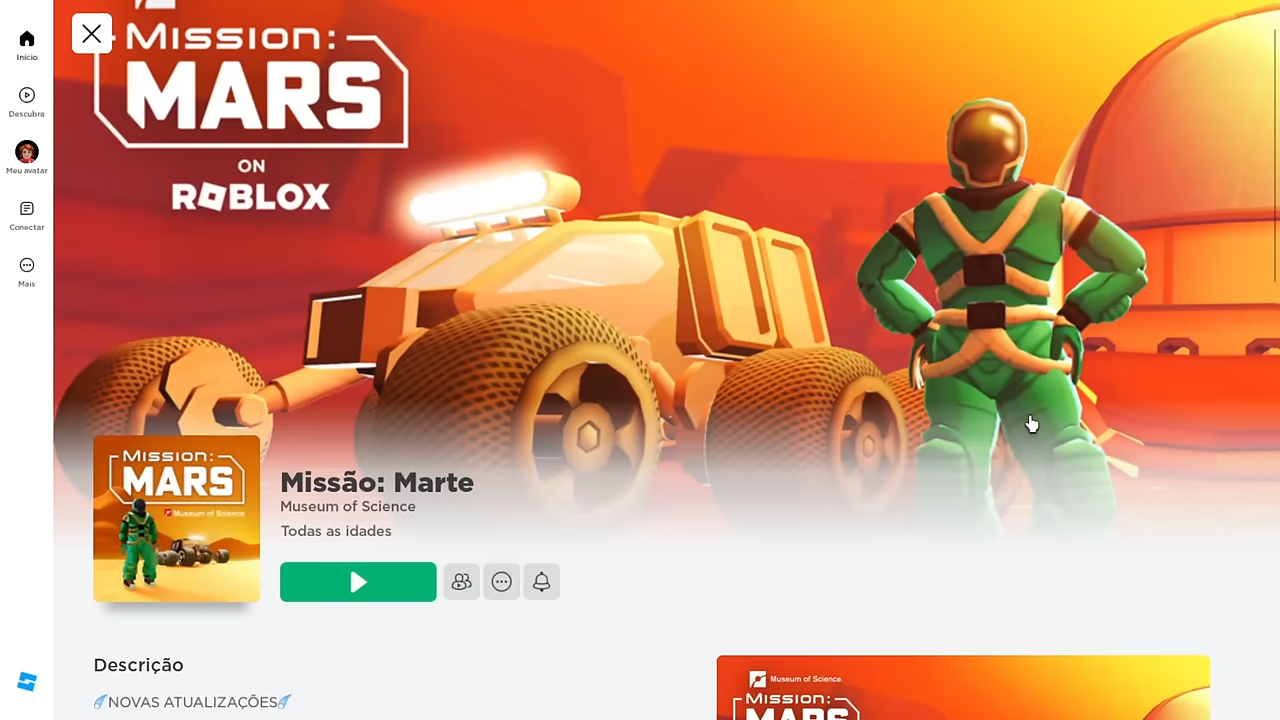 Início
Descubra
Meu avatar
Conectar
Mais
Mission:
MARS
ON
ROBLOX
Mission:
MARS
Museum of Science
Missão: Marte
Museum of Science
Todas as idades
Descrição
NOVAS ATUALIZAÇÕES
Museum of Science
Mission:
MARS